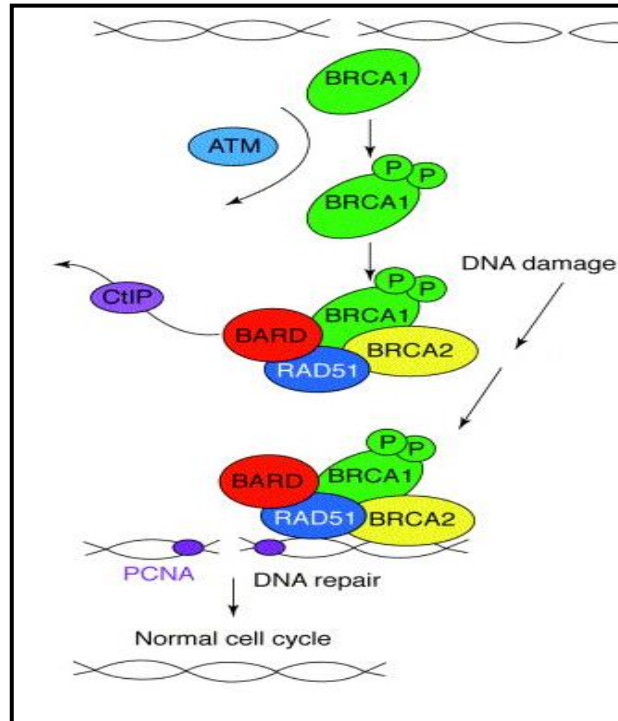 BRCA1
ATM
P
P
BRCA1
DNA damage
P
P
CtIP
BRCA1
BARD
BRCA2
RAD51
P
P
BRCA1
BARD
RAD51
BRCA2
PCNA
DNA repair
Normal cell cycle